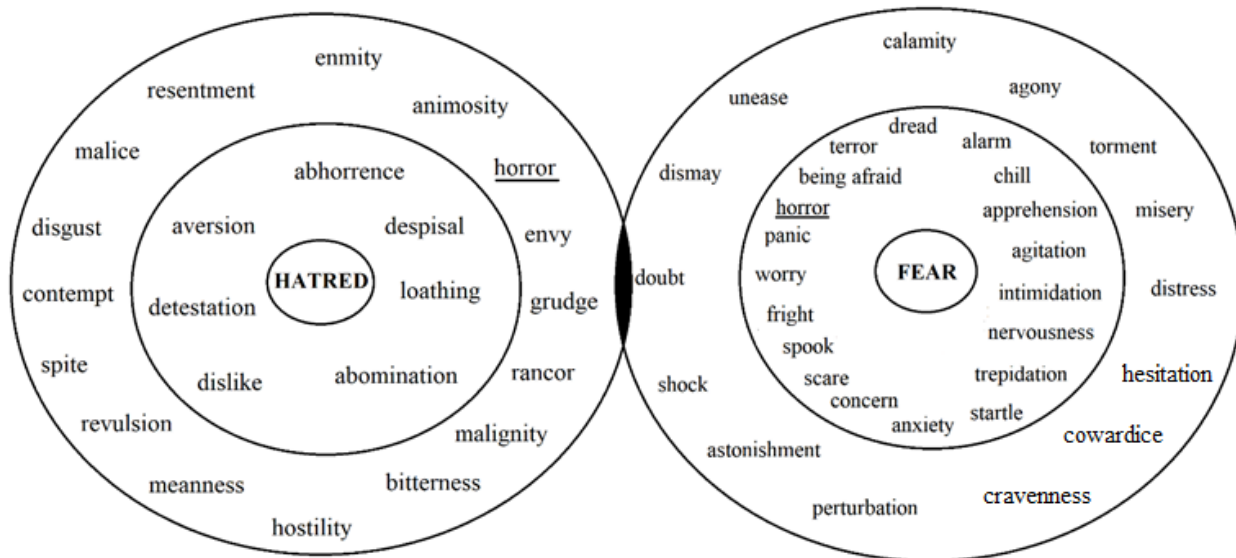 enmity
resentment
animosity
malice
horror
abhorrence
disgust
aversion
despisal
envy
HATRED
contempt
detestation
loathing
grudge
spite
dislike
abomination
rancor
revulsion
malignity
meanness
bitterness
hostility
calamity
unease
agony
dread
alarm
terror
torment
dismay
being afraid
chill
horror
apprehension
misery
panic
agitation
doubt
worry
FEAR
intimidation
distress
fright
nervousness
spook
shock
scare
trepidation
hesitation
concern
anxiety
startle
cowardice
astonishment
perturbation
cravenness